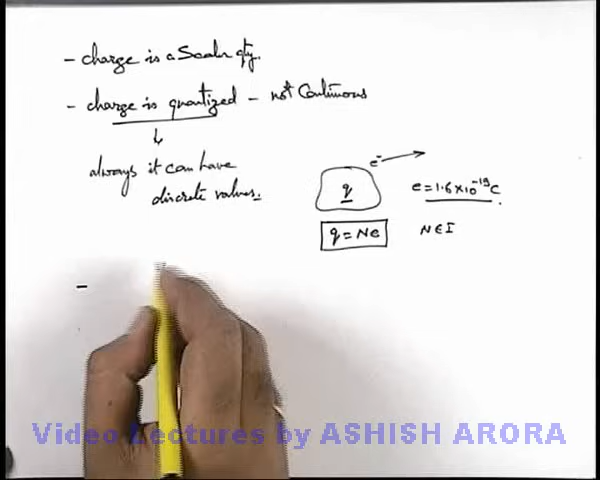 - charge is a Scalar qty.
- charge is quantized - not Continuous
always it can have
discrete values.
e⁻
q
e = 1.6×10⁻¹⁹C
q = Ne
N ∈ I
-
Video Lectures by ASHISH ARORA